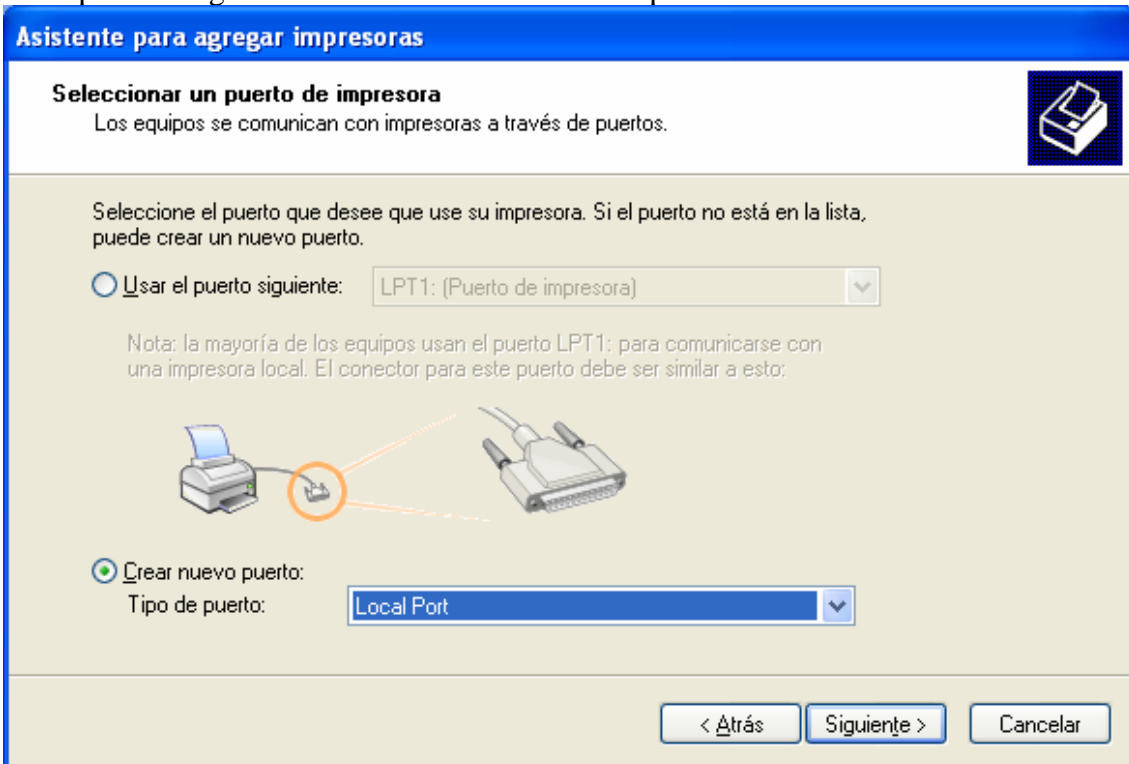 Asistente para agregar impresoras
Seleccionar un puerto de impresora
Los equipos se comunican con impresoras a través de puertos.
Seleccione el puerto que desee que use su impresora. Si el puerto no está en la lista,
puede crear un nuevo puerto.
Usar el puerto siguiente: LPT1: (Puerto de impresora)
Nota: la mayoría de los equipos usan el puerto LPT1: para comunicarse con
una impresora local. El conector para este puerto debe ser similar a esto:
Crear nuevo puerto:
Tipo de puerto: Local Port
< Atrás Siguiente > Cancelar